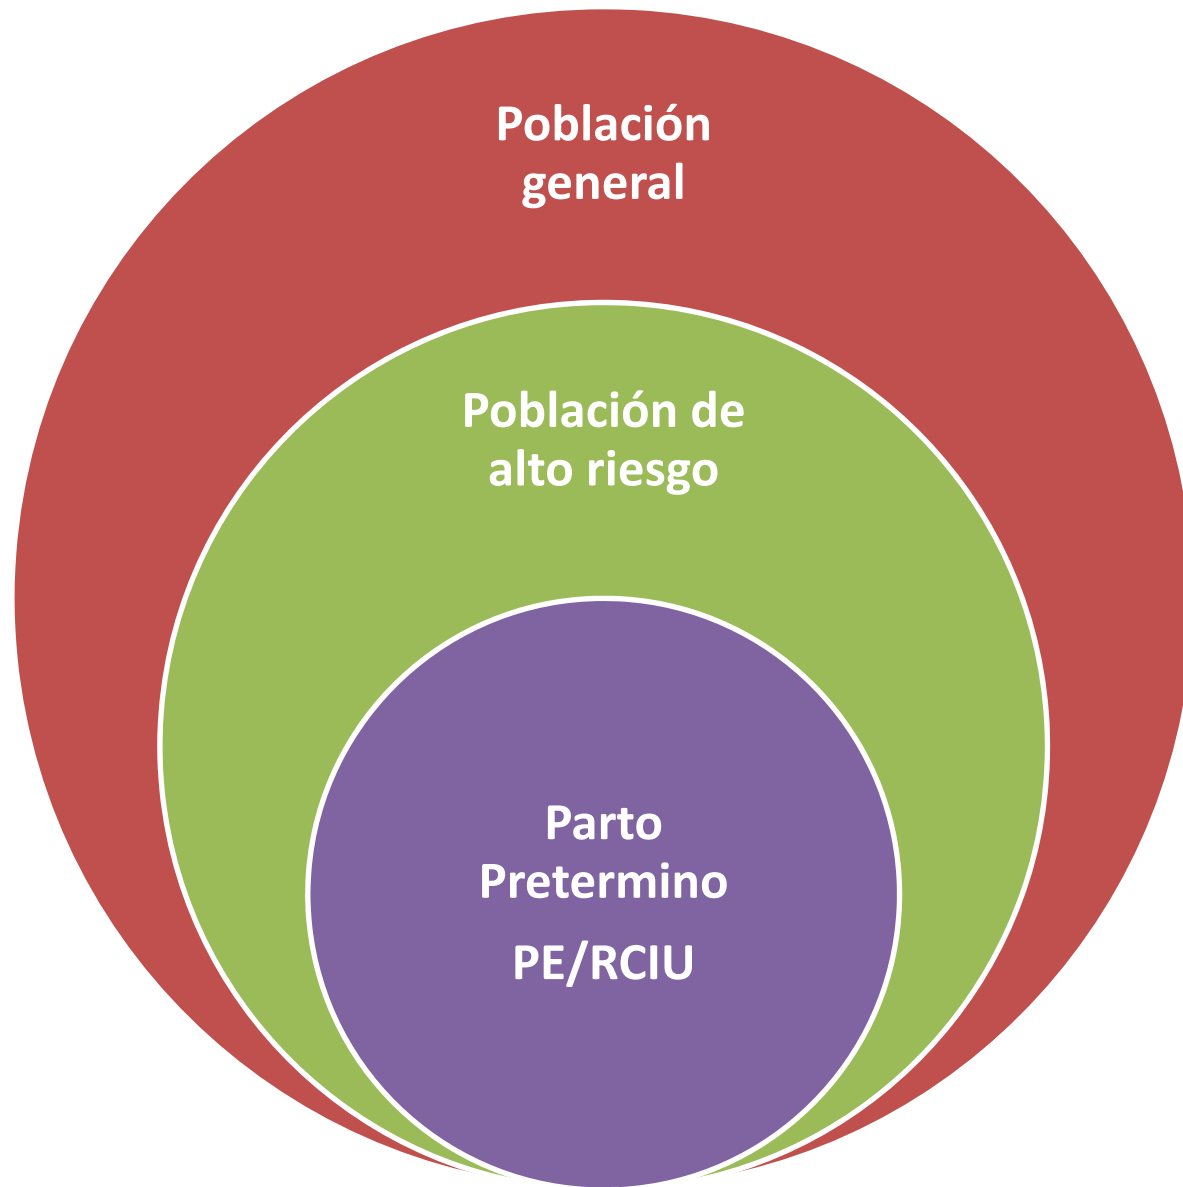 Población
general
Población de
alto riesgo
Parto
Pretermino
PE/RCIU